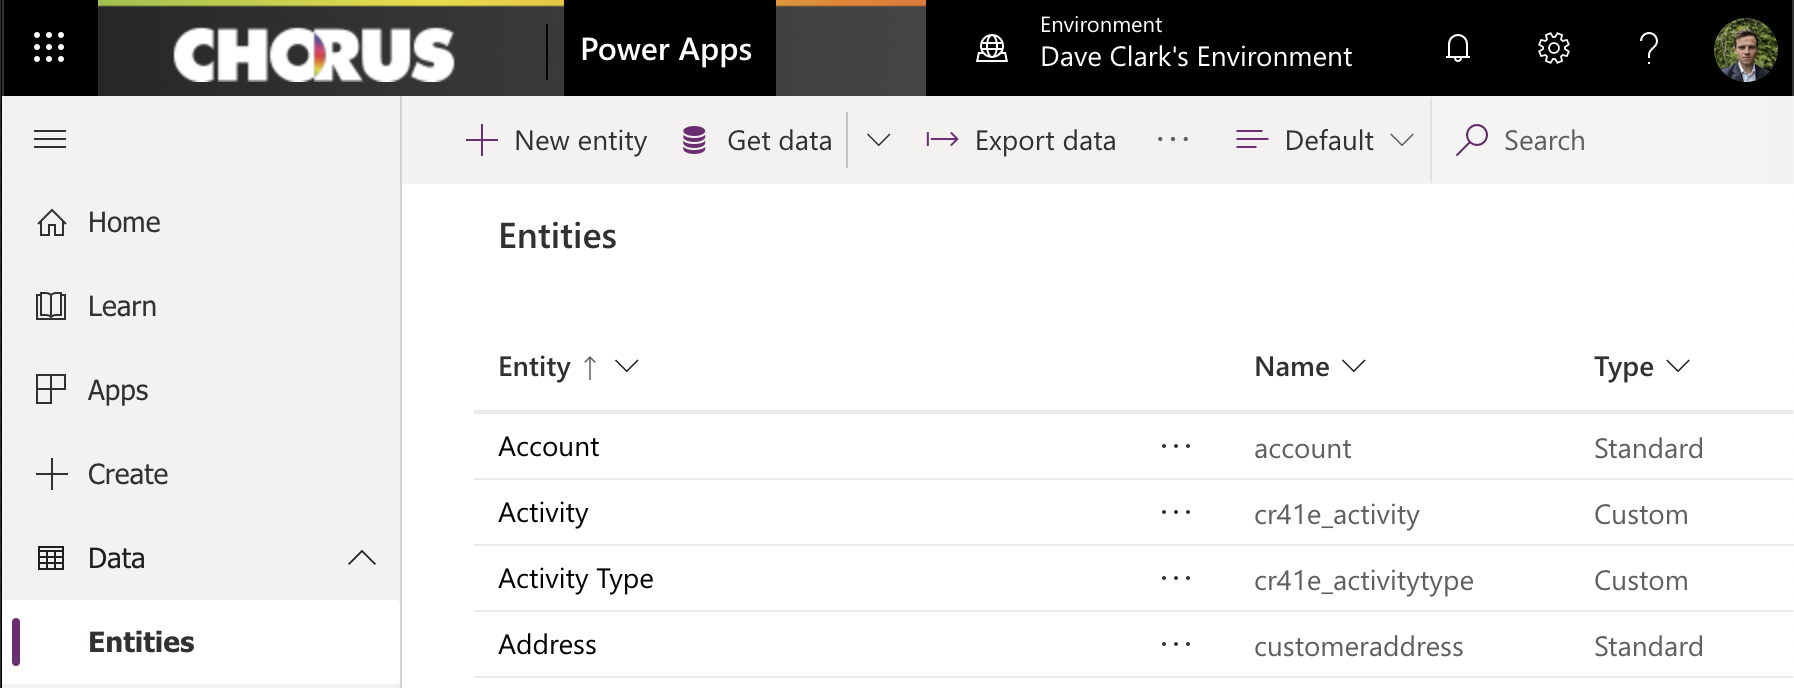 CHORUS
Power Apps
Environment
Dave Clark's Environment
New entity
Get data
Export data
Default
Search
Home
Learn
Apps
Create
Data
Entities
Entities
Entity Name Type
Account account Standard
Activity cr41e_activity Custom
Activity Type cr41e_activitytype Custom
Address customeraddress Standard